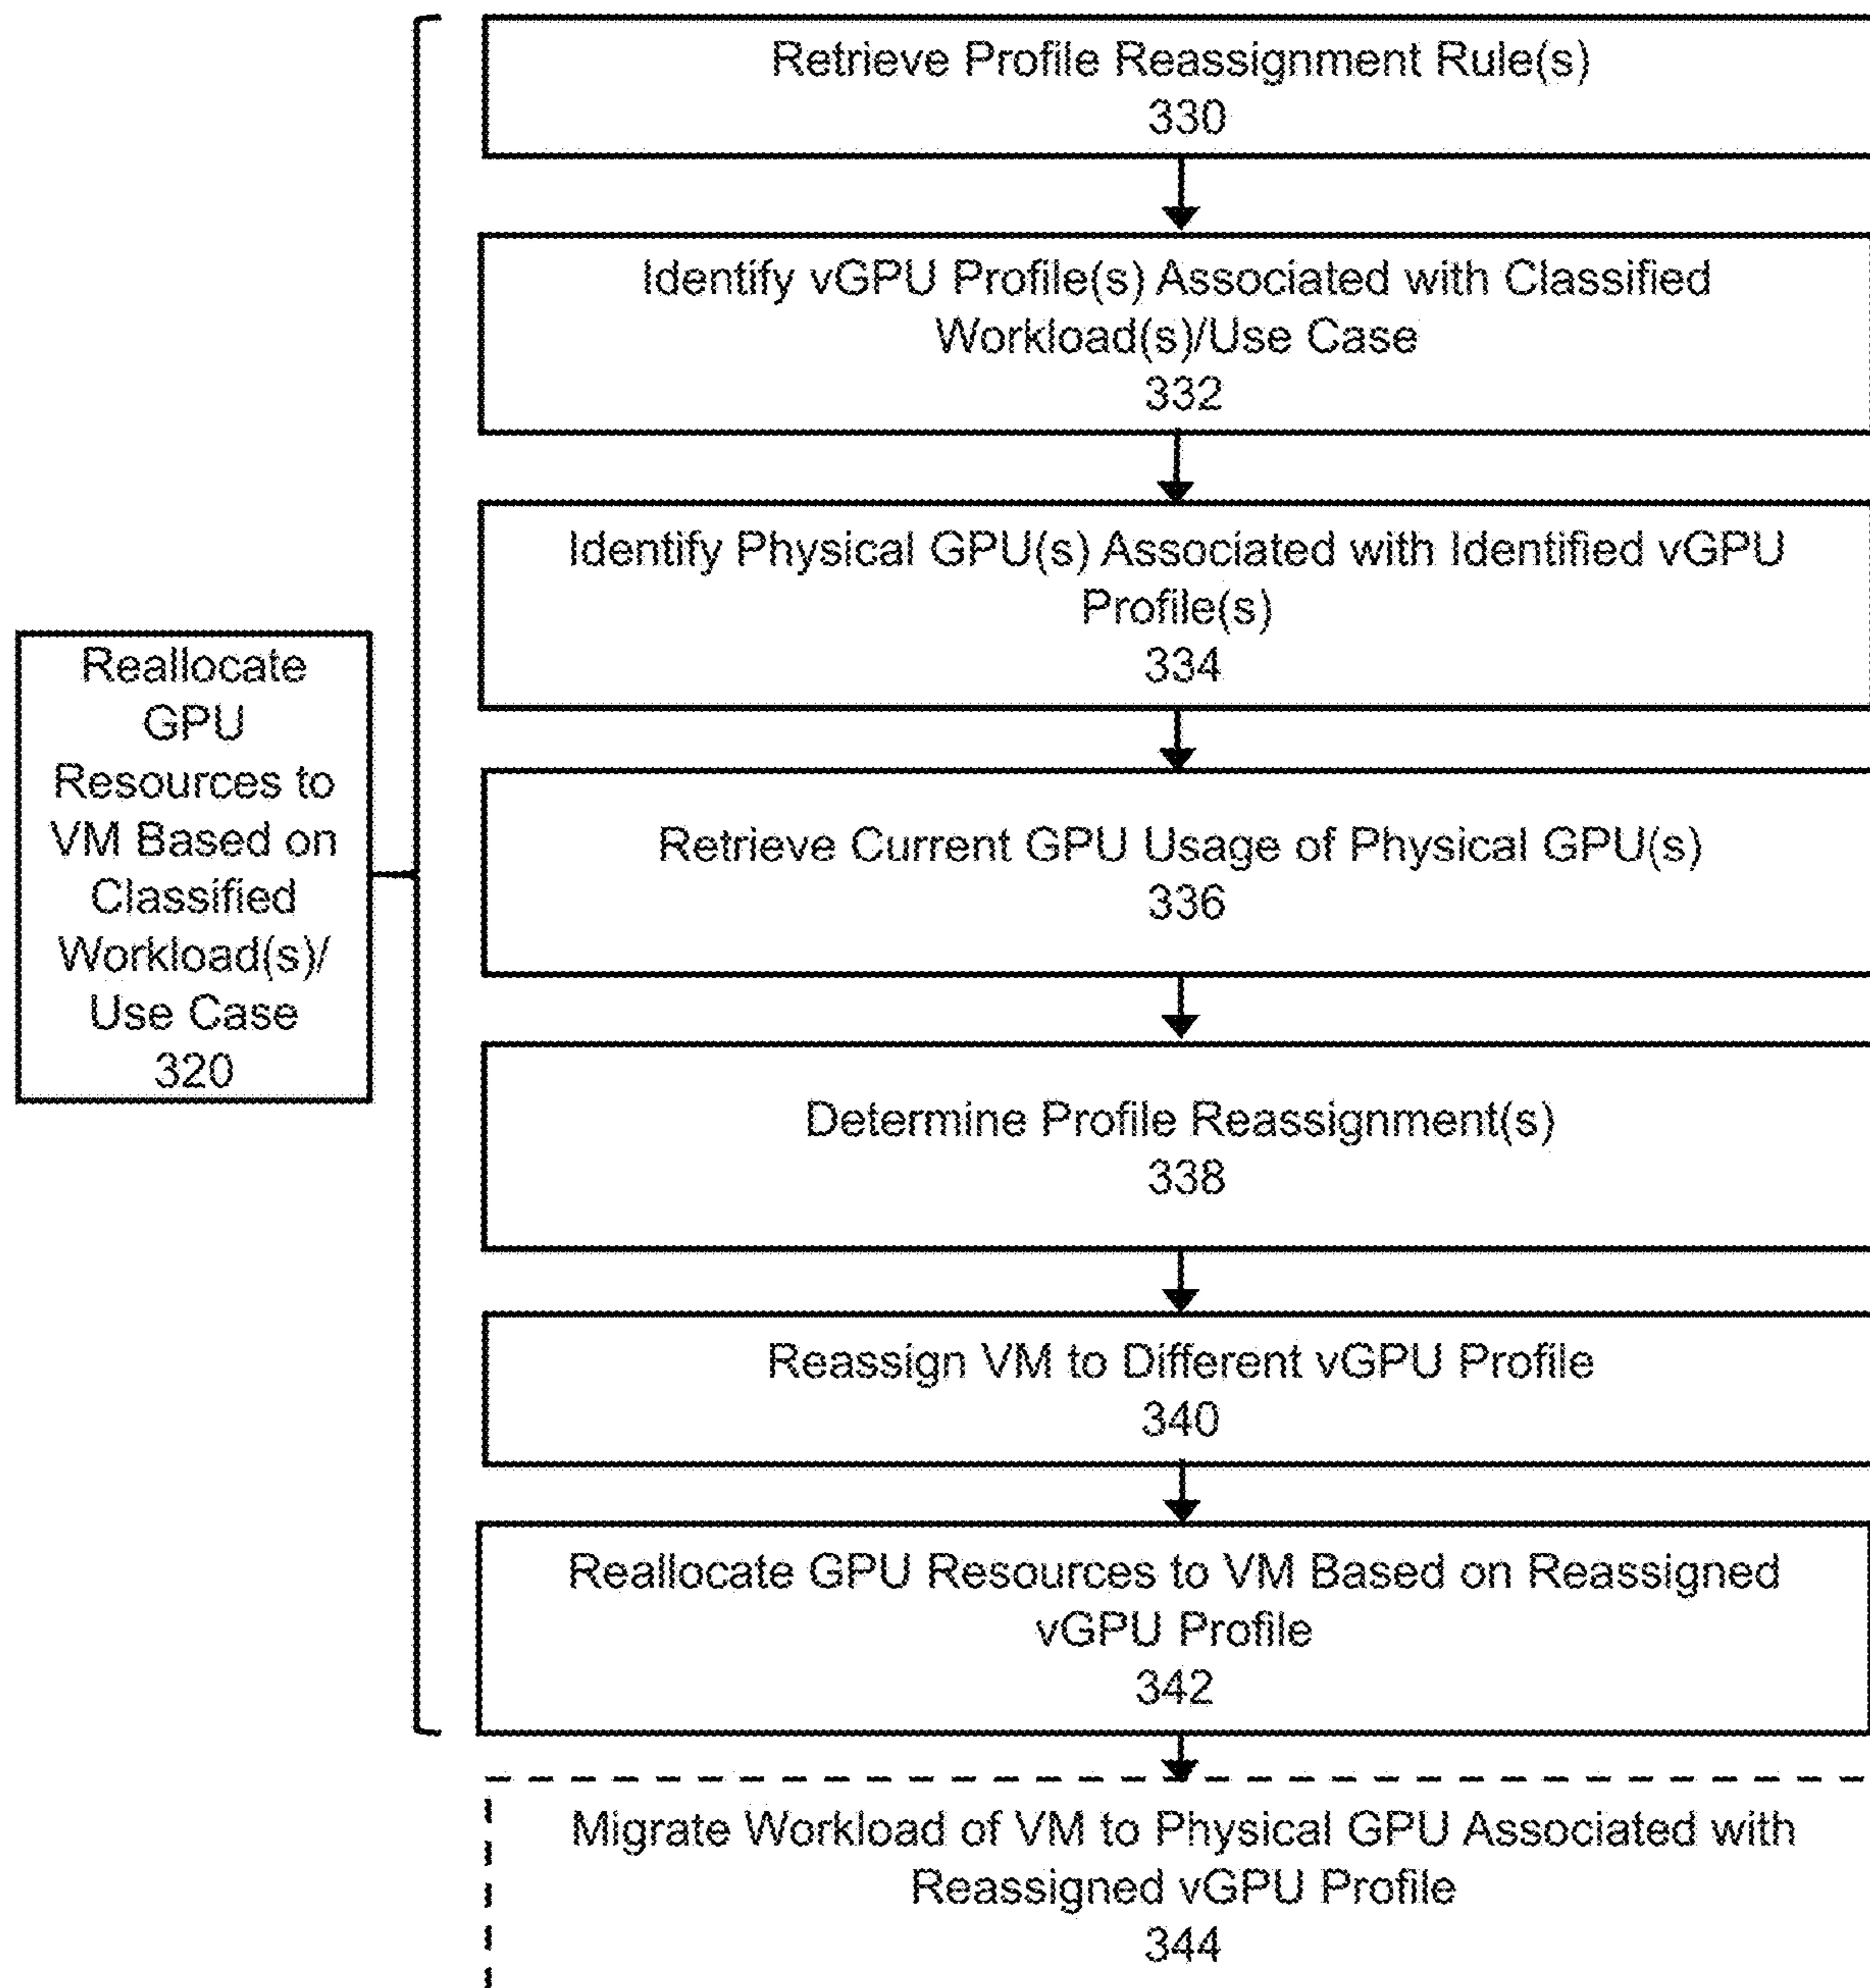 Retrieve Profile Reassignment Rule(s)
330
Identify vGPU Profile(s) Associated with Classified
Workload(s)/Use Case
332
Identify Physical GPU(s) Associated with Identified vGPU
Profile(s)
334
Reallocate
GPU
Resources to
VM Based on
Classified
Workload(s)/
Use Case
320
Retrieve Current GPU Usage of Physical GPU(s)
336
Determine Profile Reassignment(s)
338
Reassign VM to Different vGPU Profile
340
Reallocate GPU Resources to VM Based on Reassigned
vGPU Profile
342
Migrate Workload of VM to Physical GPU Associated with
Reassigned vGPU Profile
344